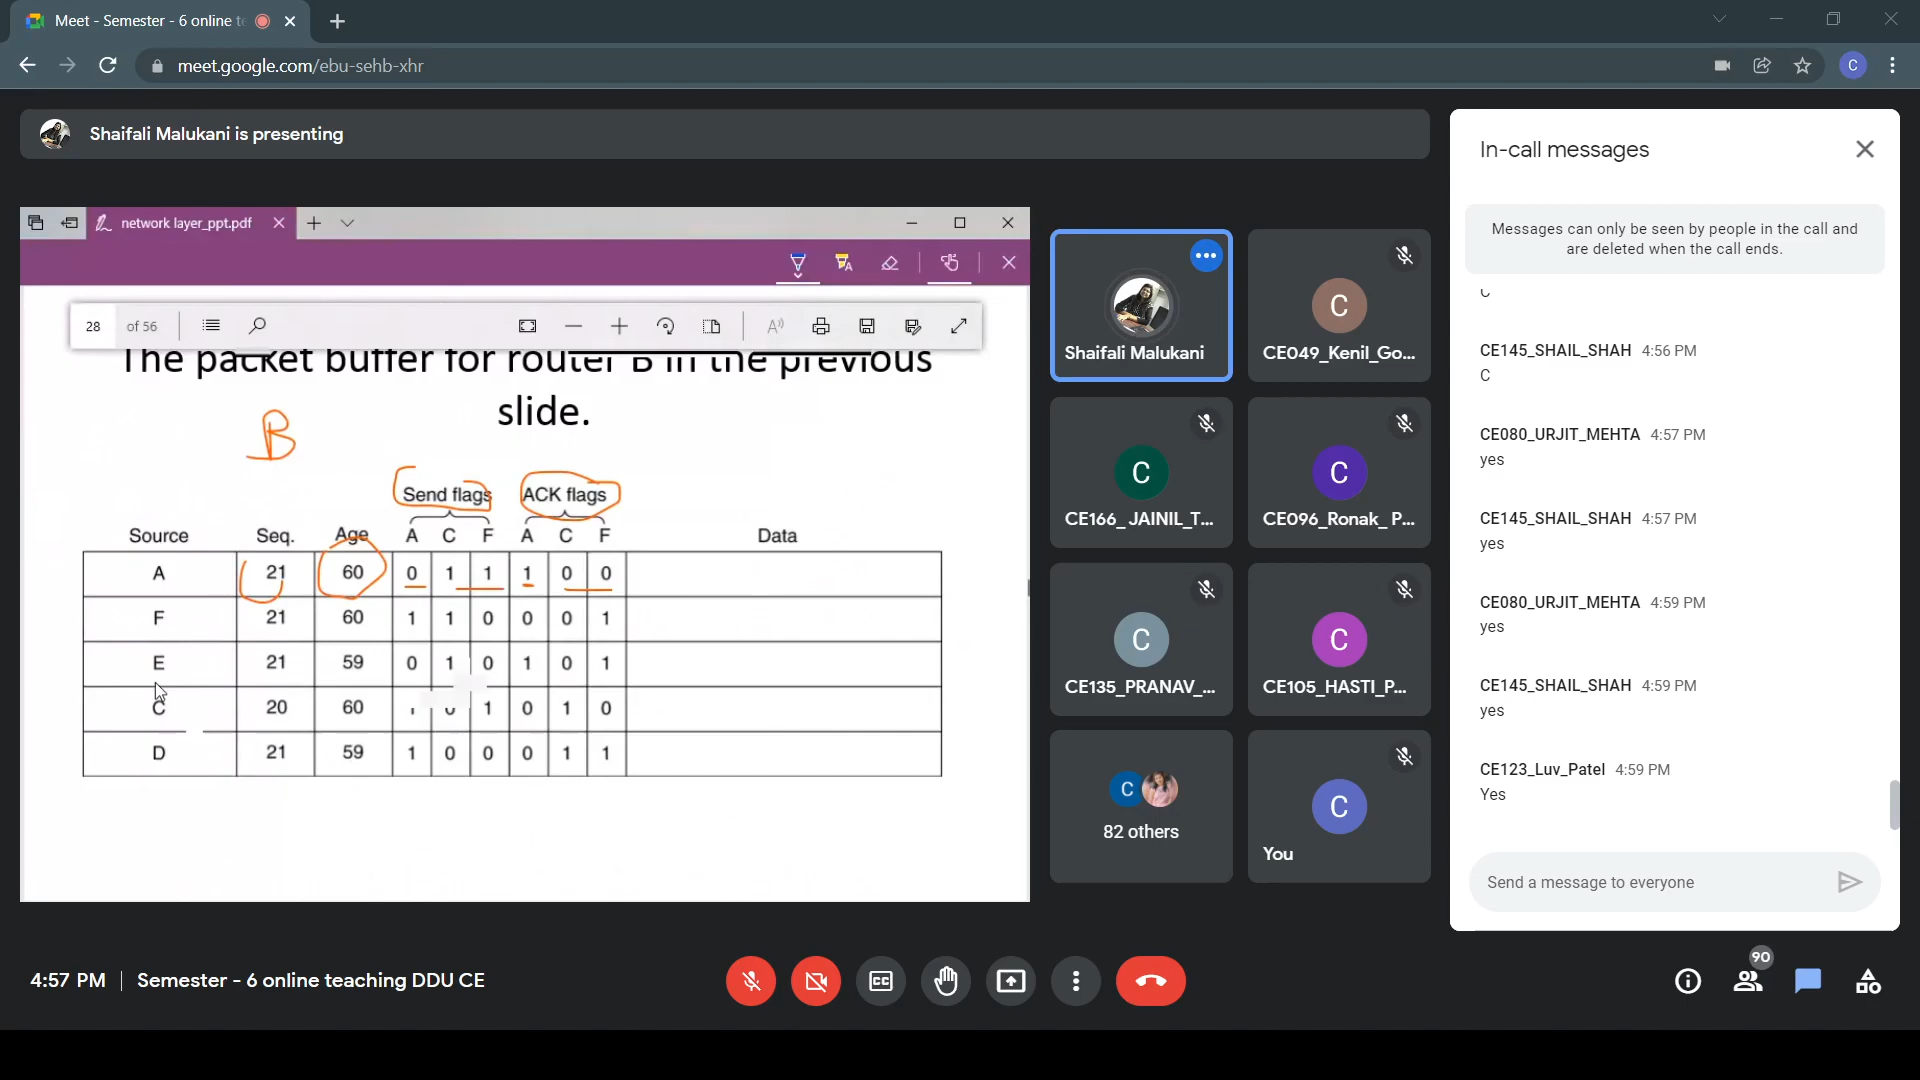 Meet - Semester - 6 online te
meet.google.com/ebu-sehb-xhr
C
Shaifali Malukani is presenting
network layer_ppt.pdf
28 of 56
The packet buffer for router B in the previous
slide.
B
Send flags ACK flags
Source Seq. Age A C F A C F Data
A 21 60 0 1 1 1 0 0
F 21 60 1 1 0 0 0 1
E 21 59 0 1 0 1 0 1
C 20 60 1 0 1 0 1 0
D 21 59 1 0 0 0 1 1
Shaifali Malukani
C
CE049_Kenil_Go...
C
CE166_ JAINIL_T...
C
CE096_Ronak_ P...
C
CE135_PRANAV_...
C
CE105_HASTI_P...
C
82 others
C
You
In-call messages
Messages can only be seen by people in the call and
are deleted when the call ends.
C
CE145_SHAIL_SHAH 4:56 PM
C
CE080_URJIT_MEHTA 4:57 PM
yes
CE145_SHAIL_SHAH 4:57 PM
yes
CE080_URJIT_MEHTA 4:59 PM
yes
CE145_SHAIL_SHAH 4:59 PM
yes
CE123_Luv_Patel 4:59 PM
Yes
Send a message to everyone
4:57 PM | Semester - 6 online teaching DDU CE
90